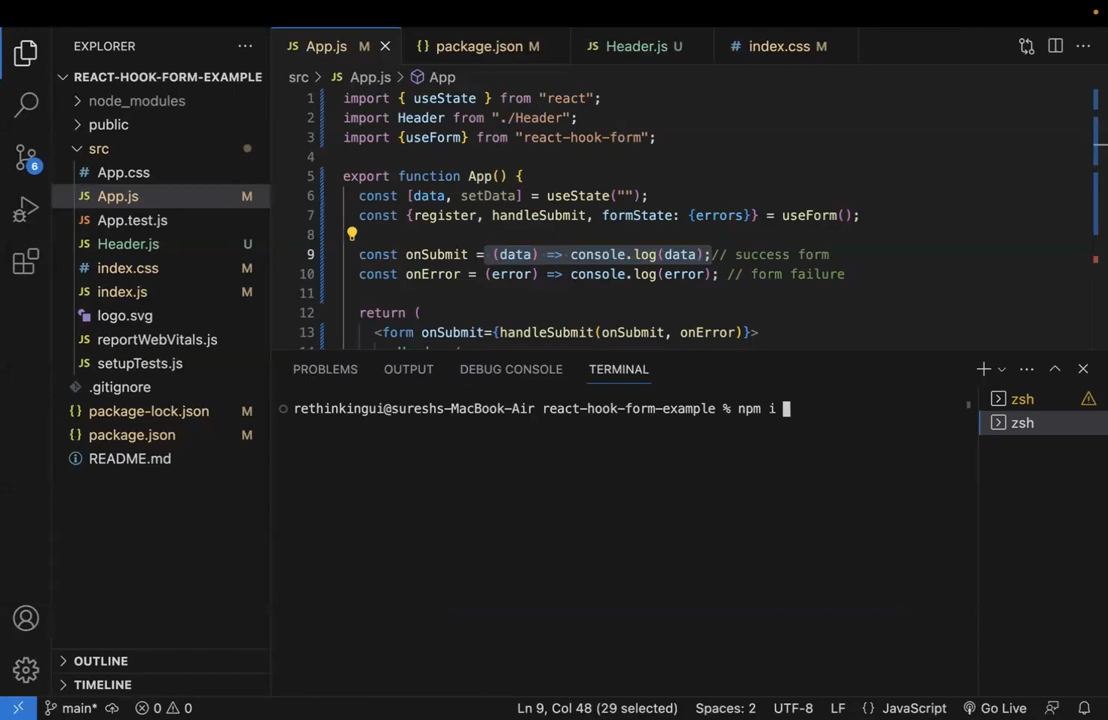 EXPLORER
REACT-HOOK-FORM-EXAMPLE
node_modules
public
src
App.css
App.js M
App.test.js
Header.js U
index.css M
index.js M
logo.svg
reportWebVitals.js
setupTests.js
.gitignore
package-lock.json M
package.json M
README.md
OUTLINE
TIMELINE
6
JS App.js M
{} package.json M
JS Header.js U
# index.css M
src > JS App.js > App
1 import { useState } from "react";
2 import Header from "./Header";
3 import {useForm} from "react-hook-form";
4
5 export function App() {
6 const [data, setData] = useState("");
7 const {register, handleSubmit, formState: {errors}} = useForm();
8
9 const onSubmit = (data) => console.log(data);// success form
10 const onError = (error) => console.log(error); // form failure
11
12 return (
13 <form onSubmit={handleSubmit(onSubmit, onError)}>
PROBLEMS OUTPUT DEBUG CONSOLE TERMINAL
rethinkingui@sureshs-MacBook-Air react-hook-form-example % npm i
zsh
zsh
main* 0 0 Ln 9, Col 48 (29 selected) Spaces: 2 UTF-8 LF {} JavaScript Go Live